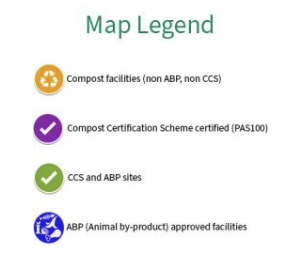 Map Legend
Compost facilities (non ABP, non CCS)
Compost Certification Scheme certified (PAS100)
CCS and ABP sites
ABP (Animal by-product) approved facilities